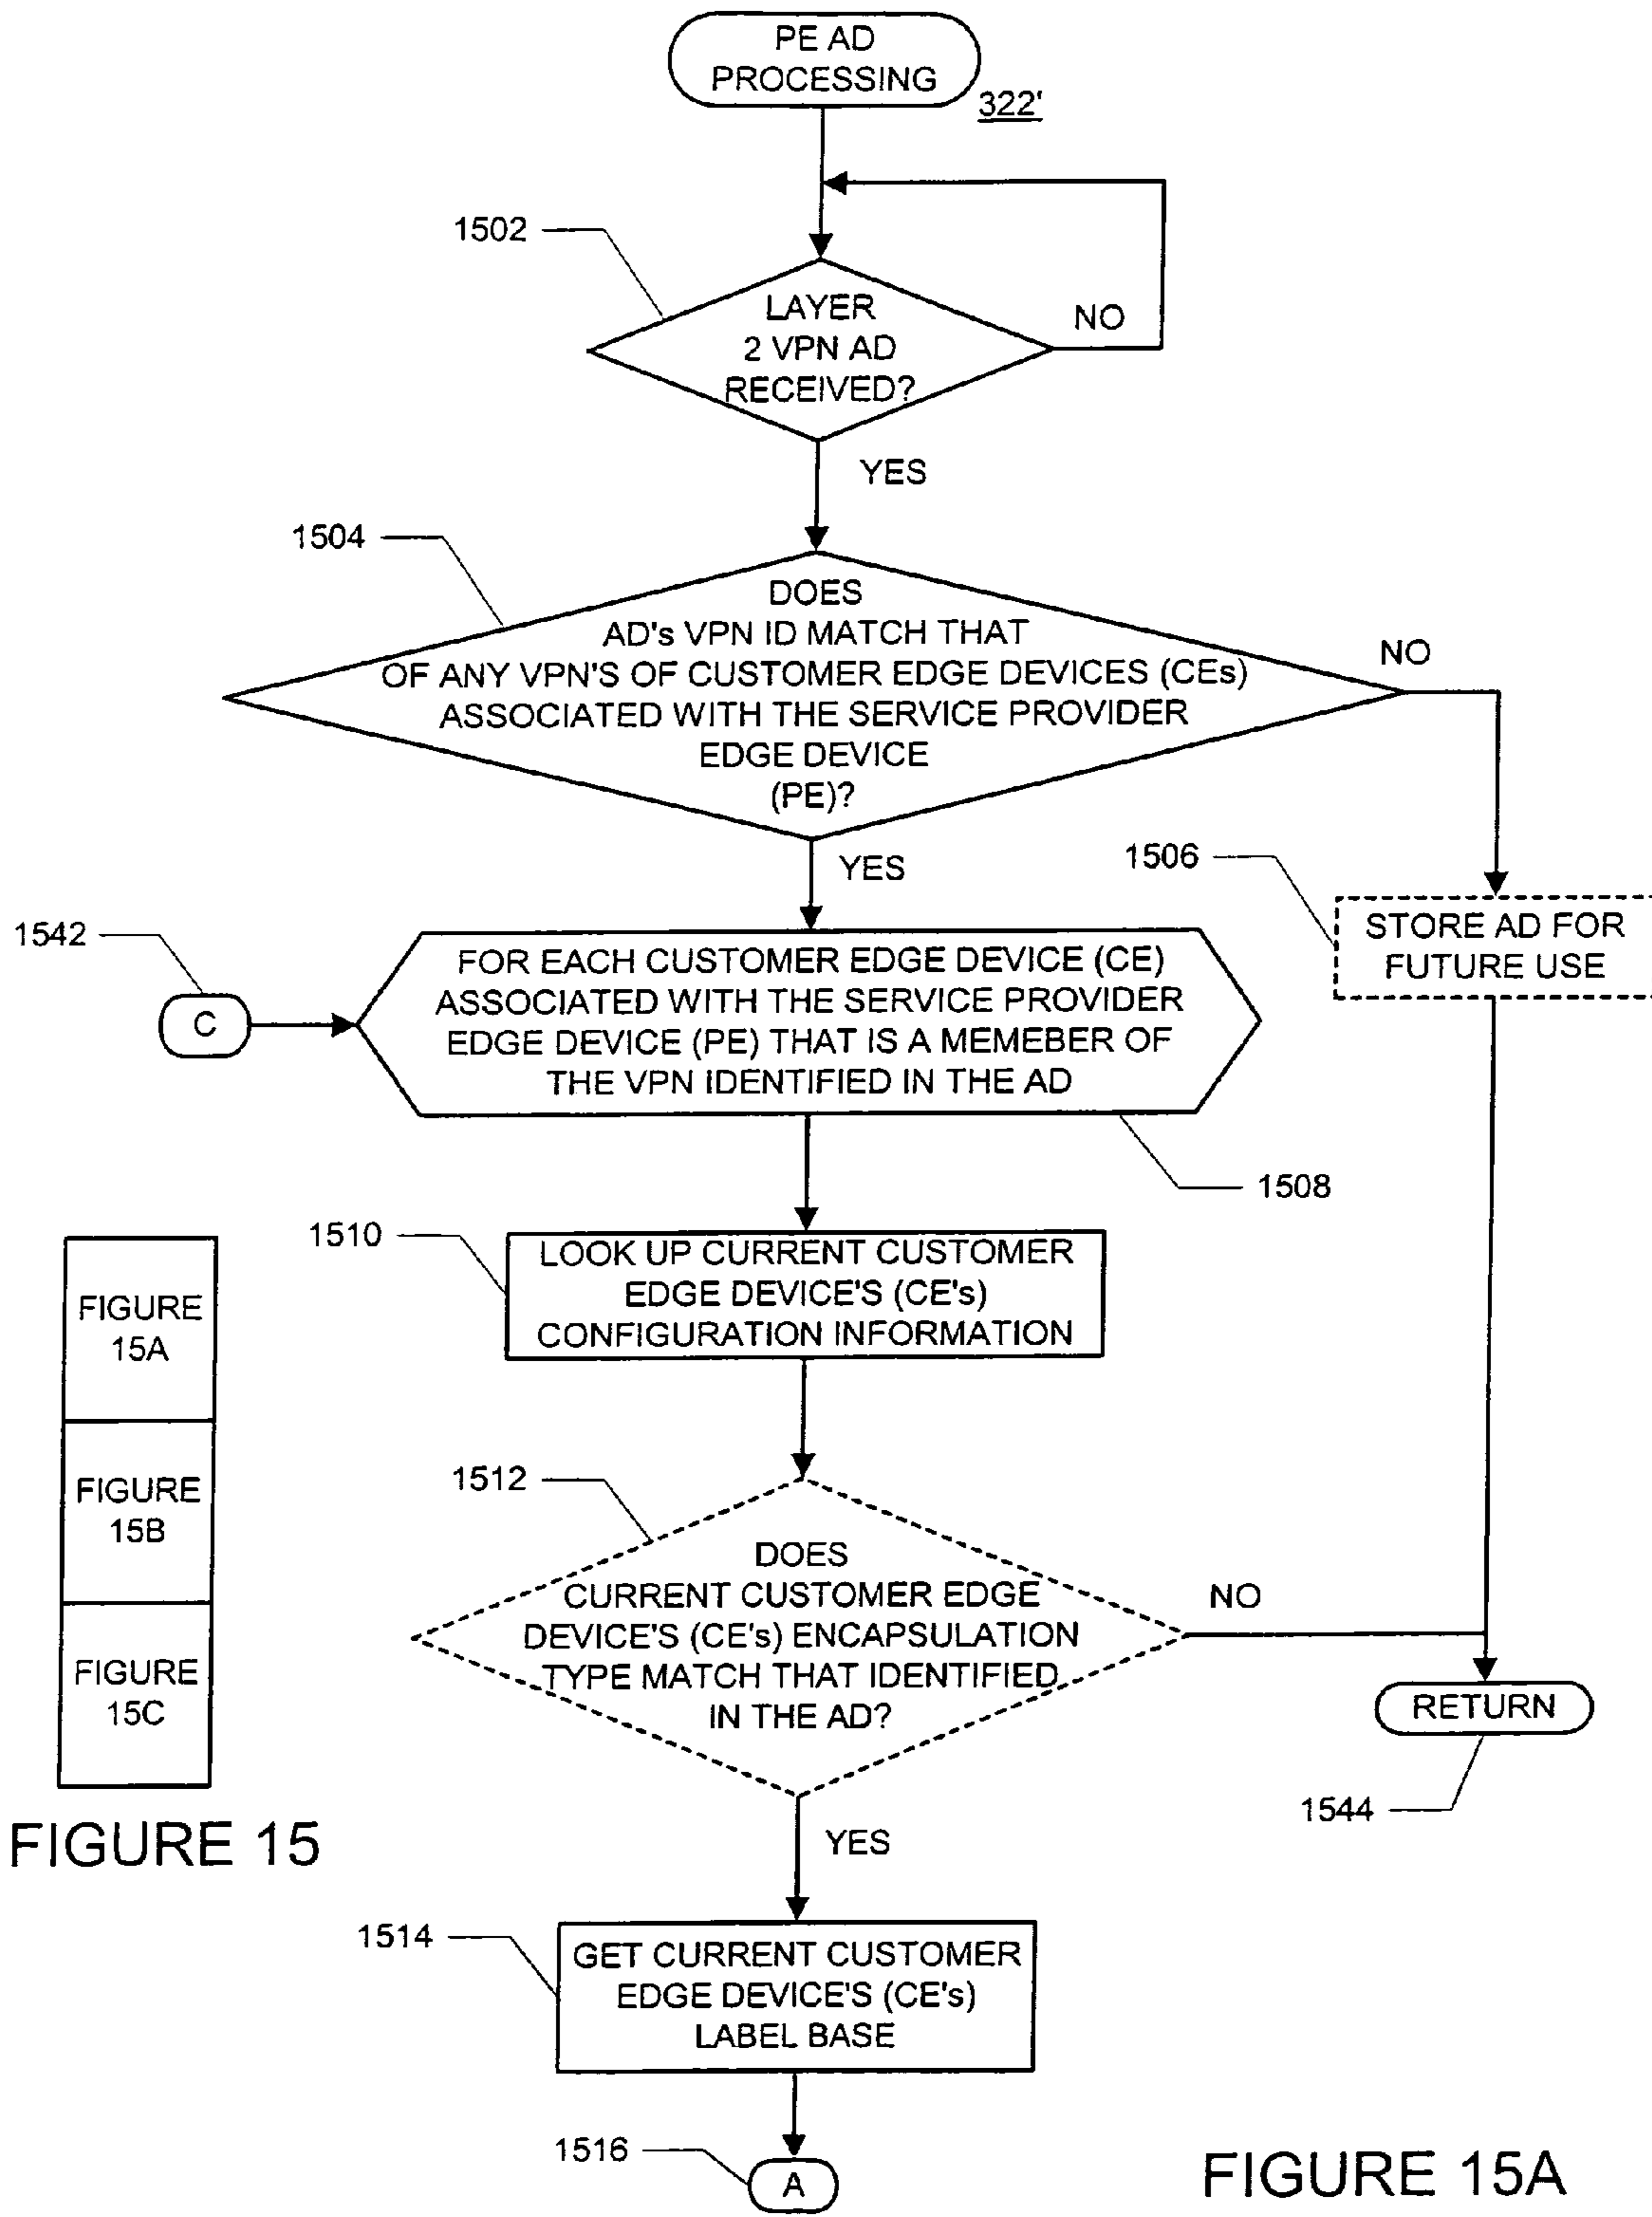 PE AD
PROCESSING
322'
1502
LAYER
2 VPN AD
RECEIVED?
NO
YES
1504
DOES
AD's VPN ID MATCH THAT
OF ANY VPN'S OF CUSTOMER EDGE DEVICES (CEs)
ASSOCIATED WITH THE SERVICE PROVIDER
EDGE DEVICE
(PE)?
NO
YES
1506
STORE AD FOR
FUTURE USE
1542
C
FOR EACH CUSTOMER EDGE DEVICE (CE)
ASSOCIATED WITH THE SERVICE PROVIDER
EDGE DEVICE (PE) THAT IS A MEMEBER OF
THE VPN IDENTIFIED IN THE AD
1508
1510
LOOK UP CURRENT CUSTOMER
EDGE DEVICE'S (CE's)
CONFIGURATION INFORMATION
FIGURE
15A
FIGURE
15B
FIGURE
15C
FIGURE 15
1512
DOES
CURRENT CUSTOMER EDGE
DEVICE'S (CE's) ENCAPSULATION
TYPE MATCH THAT IDENTIFIED
IN THE AD?
NO
RETURN
1544
YES
1514
GET CURRENT CUSTOMER
EDGE DEVICE'S (CE's)
LABEL BASE
1516
A
FIGURE 15A